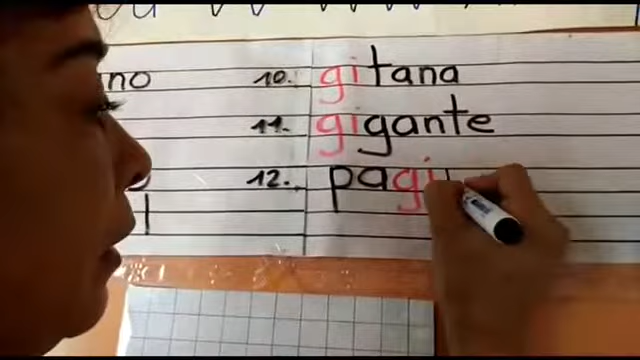 no
10. gitana
11. gigante
12. pagi